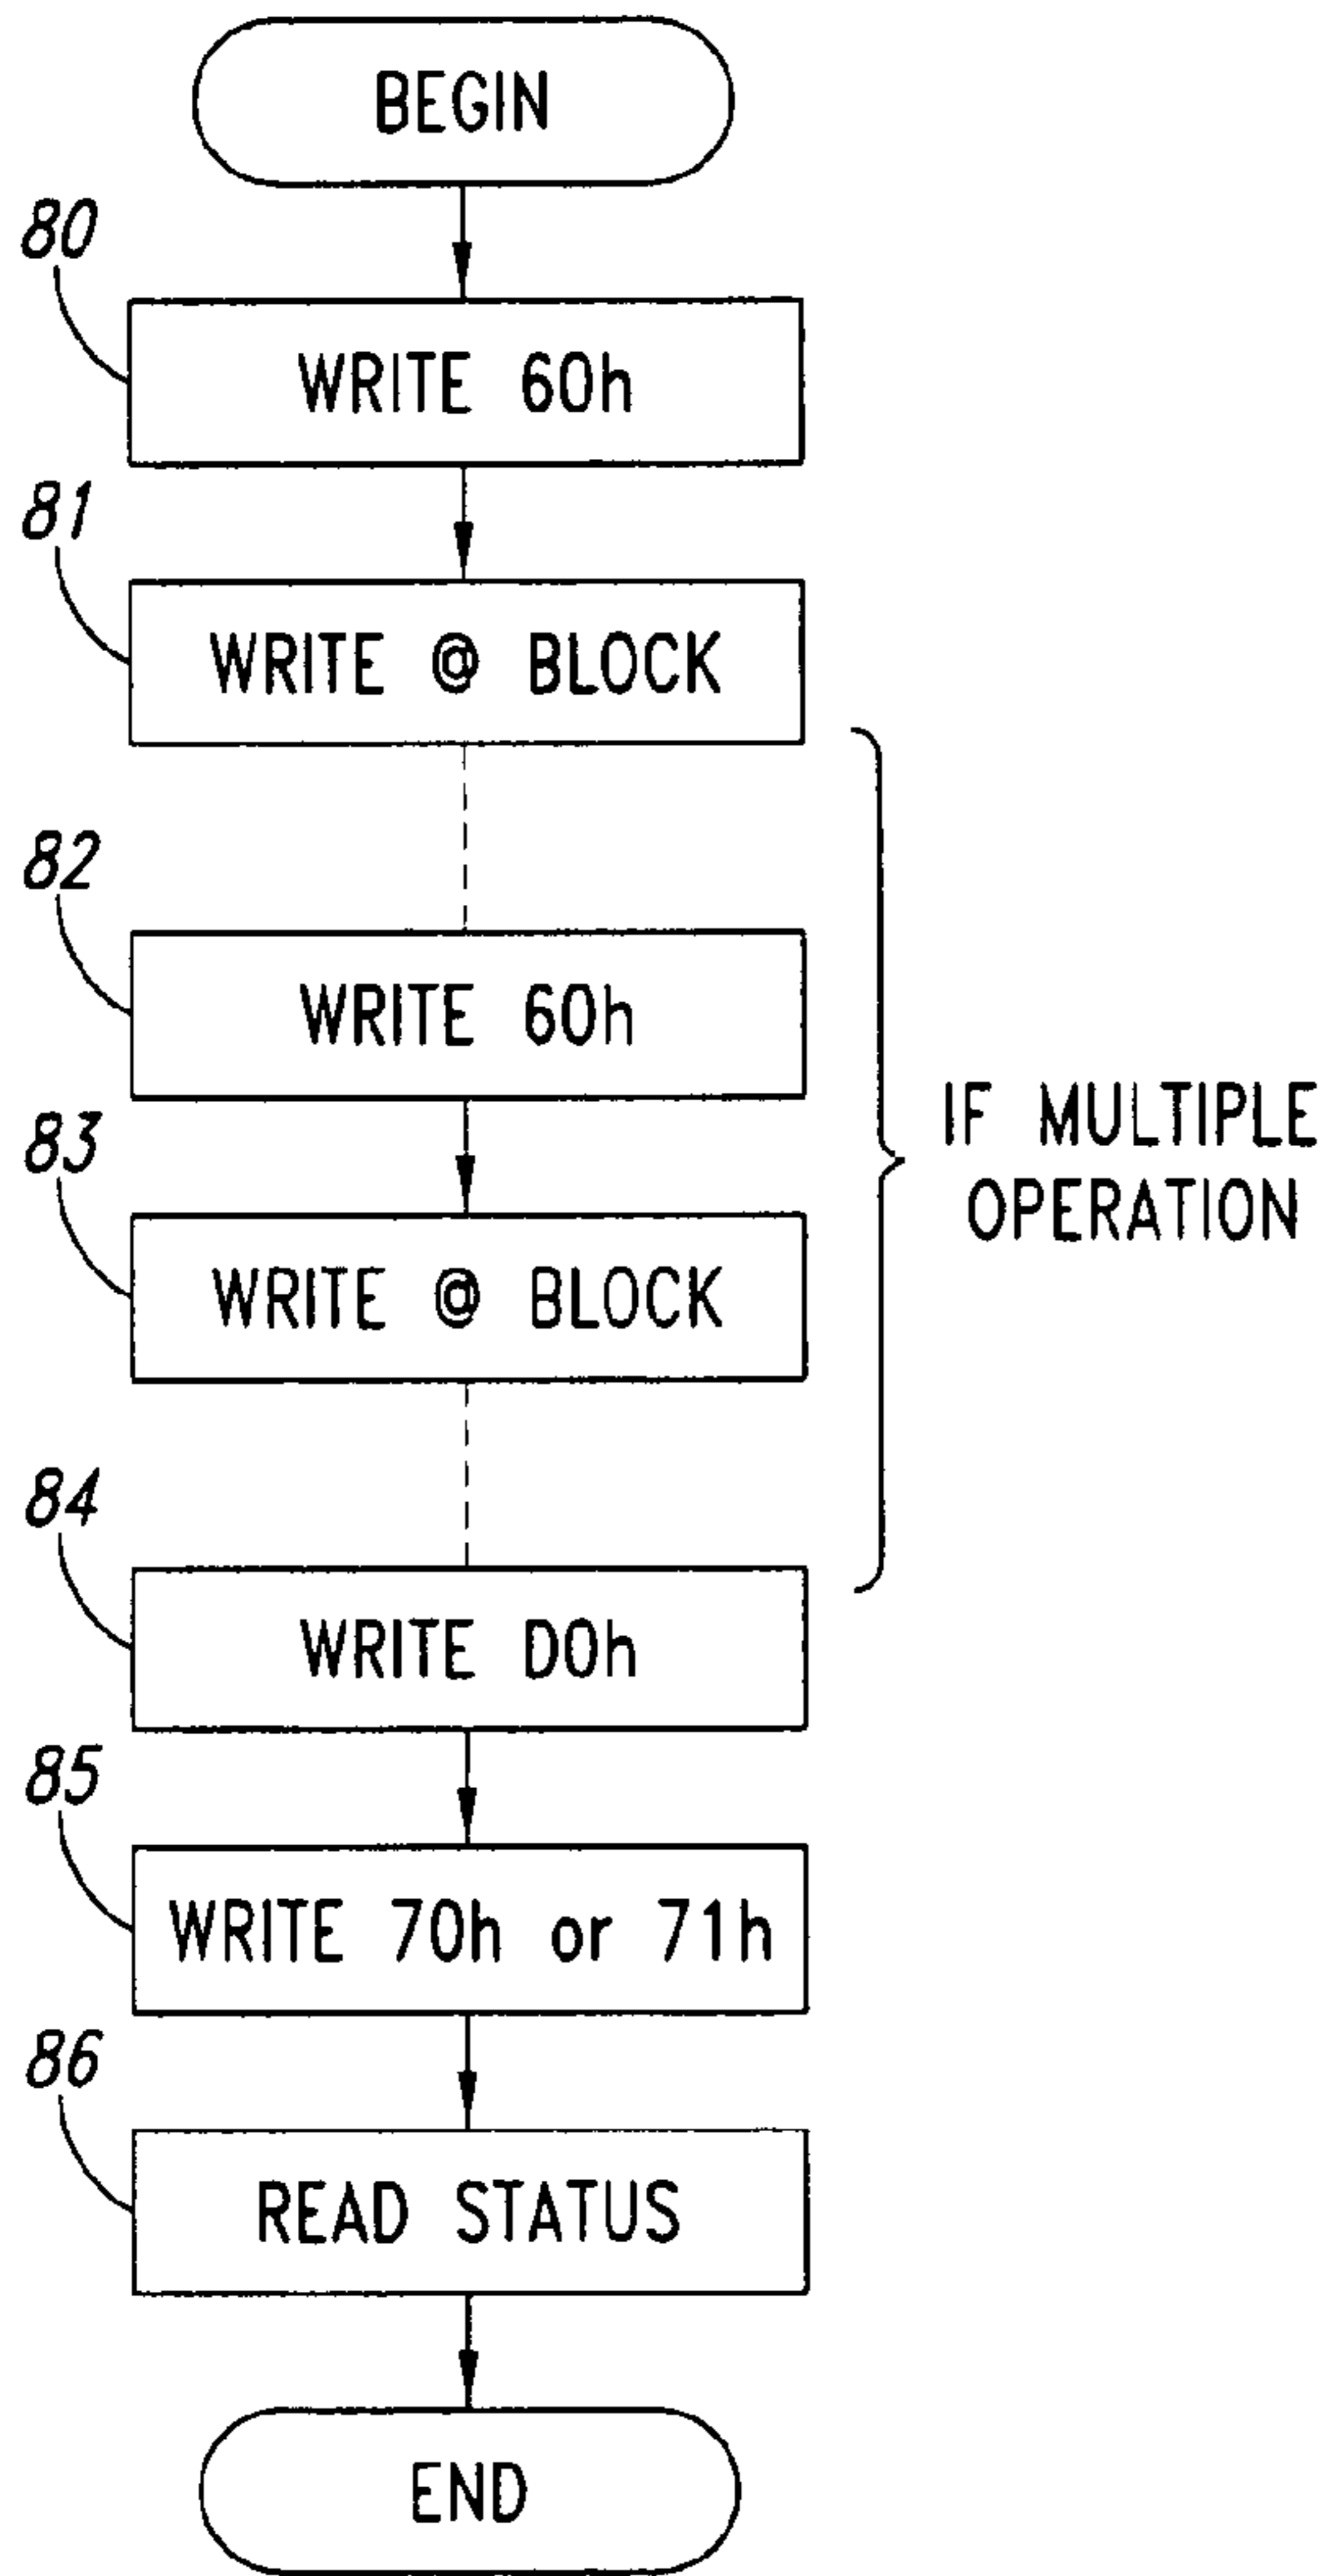 BEGIN
80
WRITE 60h
81
WRITE @ BLOCK
82
WRITE 60h
83
WRITE @ BLOCK
IF MULTIPLE
OPERATION
84
WRITE D0h
85
WRITE 70h or 71h
86
READ STATUS
END